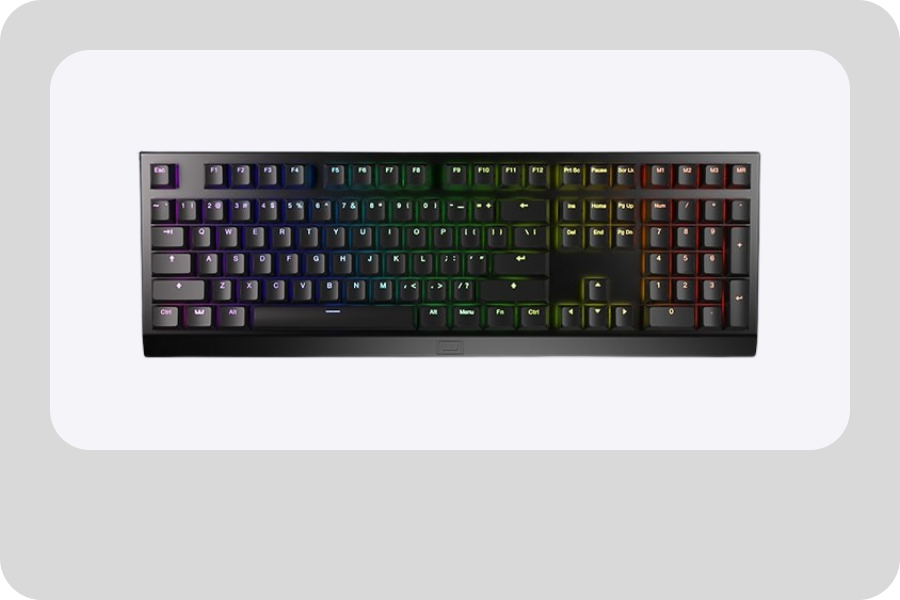 Esc F1 F2 F3 F4 F5 F6 F7 F8 F9 F10 F11 F12 Prt Sc Pause Scr Lk M1 M2 M3 MR
~ ` 1 ! 2 @ 3 # 4 $ 5 % 6 ^ 7 & 8 * 9 ( 0 ) - _ = + Ins Home Pg Up Num / * -
Q W E R T Y U I O P [ { ] } \ | Del End Pg Dn 7 8 9 +
A S D F G H J K L ; : ' " 4 5 6
Z X C V B N M , < . > / ? 1 2 3
Ctrl Alt Alt Menu Fn Ctrl 0 .